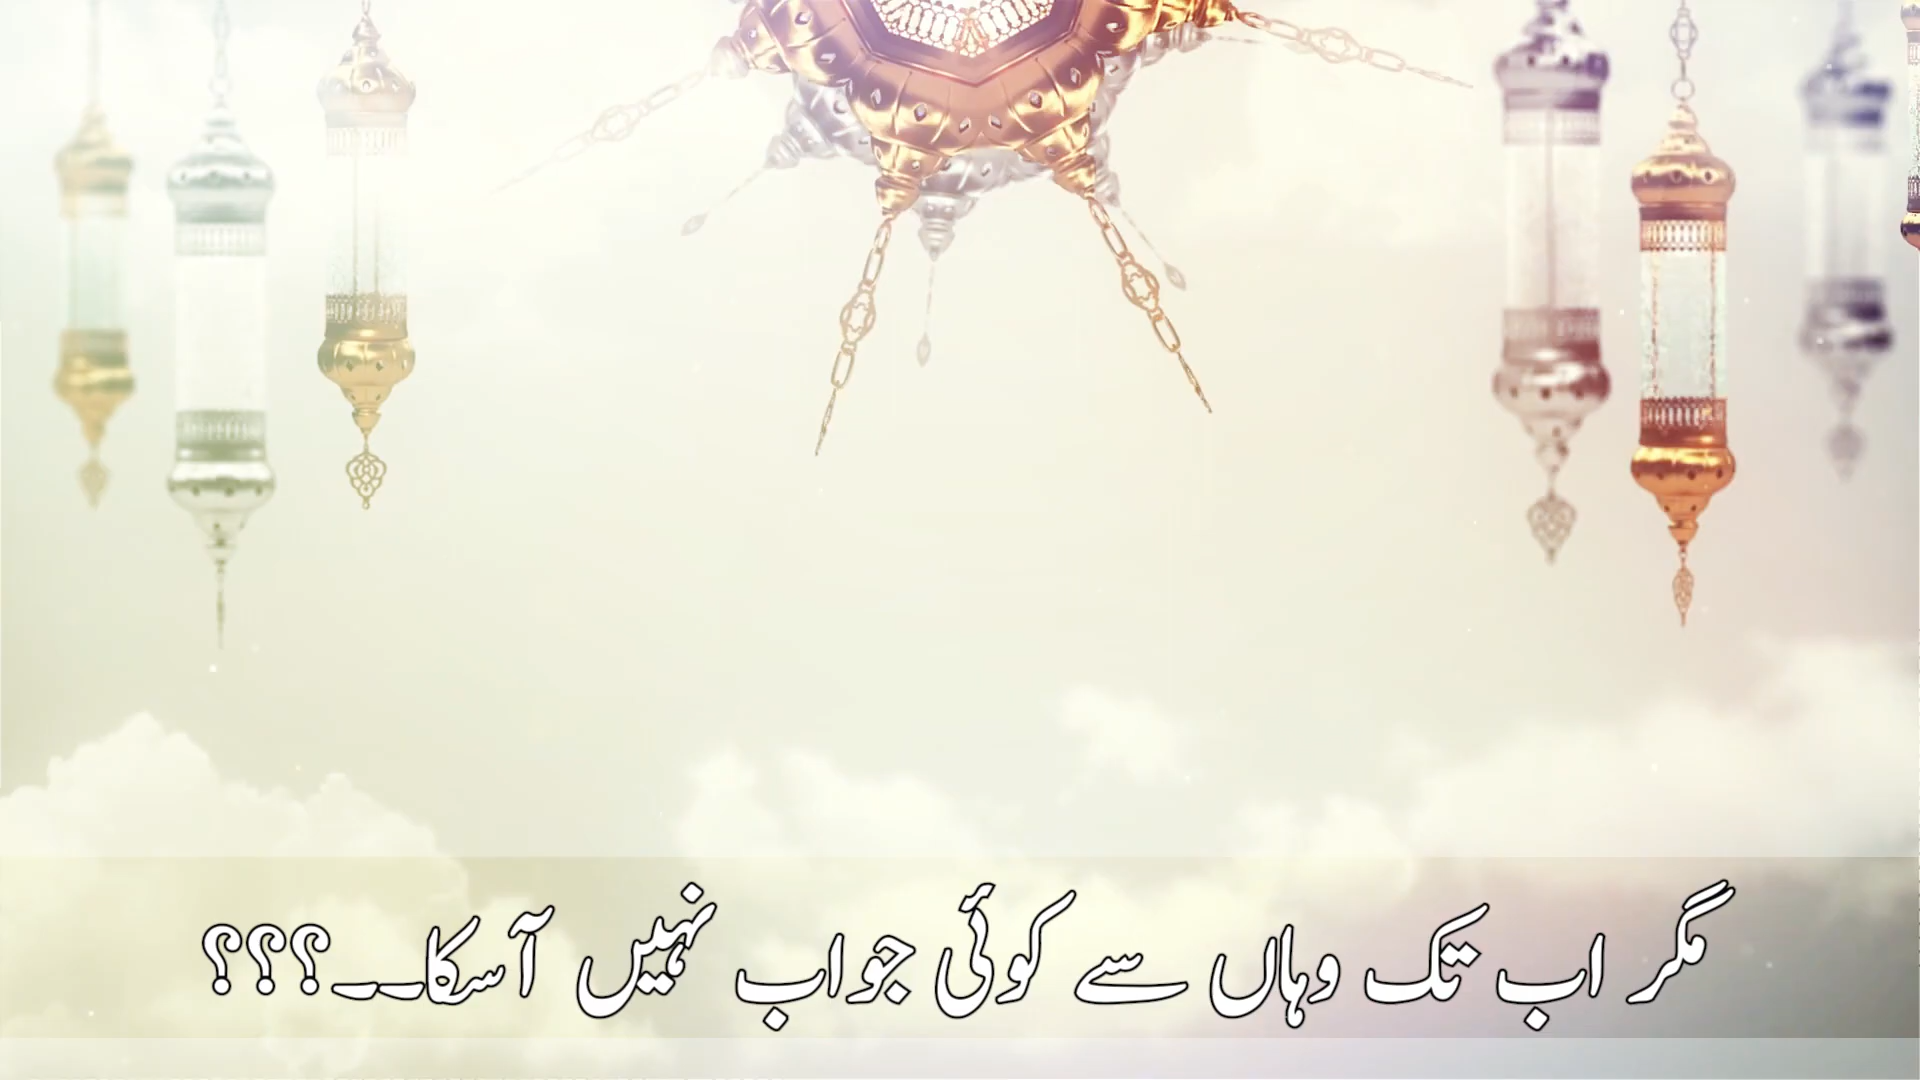 مگر اب تک وہاں سے کوئی جواب نہیں آسکا۔۔۔؟؟؟